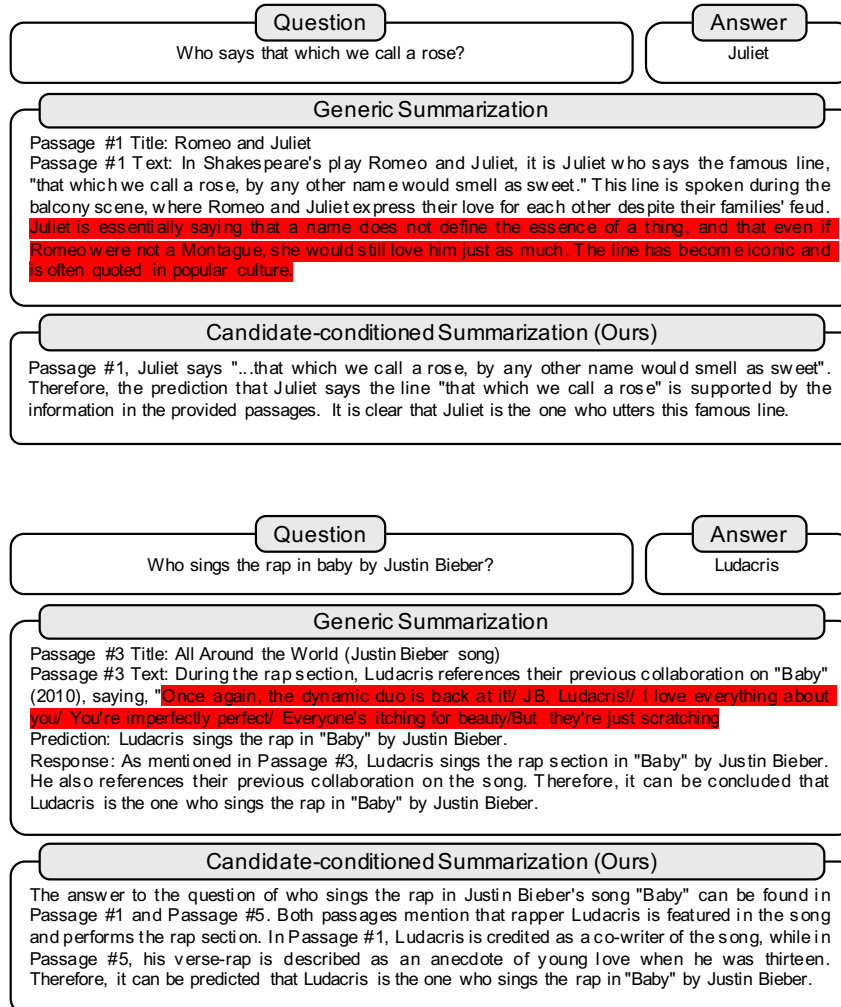 Question
Answer
Who says that which we call a rose?
Juliet
Generic Summarization
Passage #1 Title: Romeo and Juliet
Passage #1 Text: In Shakespeare's play Romeo and Juliet, it is Juliet who says the famous line,
"that which we call a rose, by any other name would smell as sweet." This line is spoken during the
balcony scene, where Romeo and Juliet express their love for each other despite their families' feud.
Juliet is essentially saying that a name does not define the essence of a thing, and that even if
Romeo were not a Montague, she would still love him just as much. The line has become iconic and
is often quoted in popular culture.
Candidate-conditioned Summarization (Ours)
Passage #1, Juliet says "...that which we call a rose, by any other name would smell as sweet".
Therefore, the prediction that Juliet says the line "that which we call a rose" is supported by the
information in the provided passages. It is clear that Juliet is the one who utters this famous line.
Question
Answer
Who sings the rap in baby by Justin Bieber?
Ludacris
Generic Summarization
Passage #3 Title: All Around the World (Justin Bieber song)
Passage #3 Text: During the rap section, Ludacris references their previous collaboration on "Baby"
(2010), saying, "Once again, the dynamic duo is back at it!/ JB, Ludacris!/ I love everything about
you/ You're imperfectly perfect/ Everyone's itching for beauty/But they're just scratching
Prediction: Ludacris sings the rap in "Baby" by Justin Bieber.
Response: As mentioned in Passage #3, Ludacris sings the rap section in "Baby" by Justin Bieber.
He also references their previous collaboration on the song. Therefore, it can be concluded that
Ludacris is the one who sings the rap in "Baby" by Justin Bieber.
Candidate-conditioned Summarization (Ours)
The answer to the question of who sings the rap in Justin Bieber's song "Baby" can be found in
Passage #1 and Passage #5. Both passages mention that rapper Ludacris is featured in the song
and performs the rap section. In Passage #1, Ludacris is credited as a co-writer of the song, while in
Passage #5, his verse-rap is described as an anecdote of young love when he was thirteen.
Therefore, it can be predicted that Ludacris is the one who sings the rap in "Baby" by Justin Bieber.